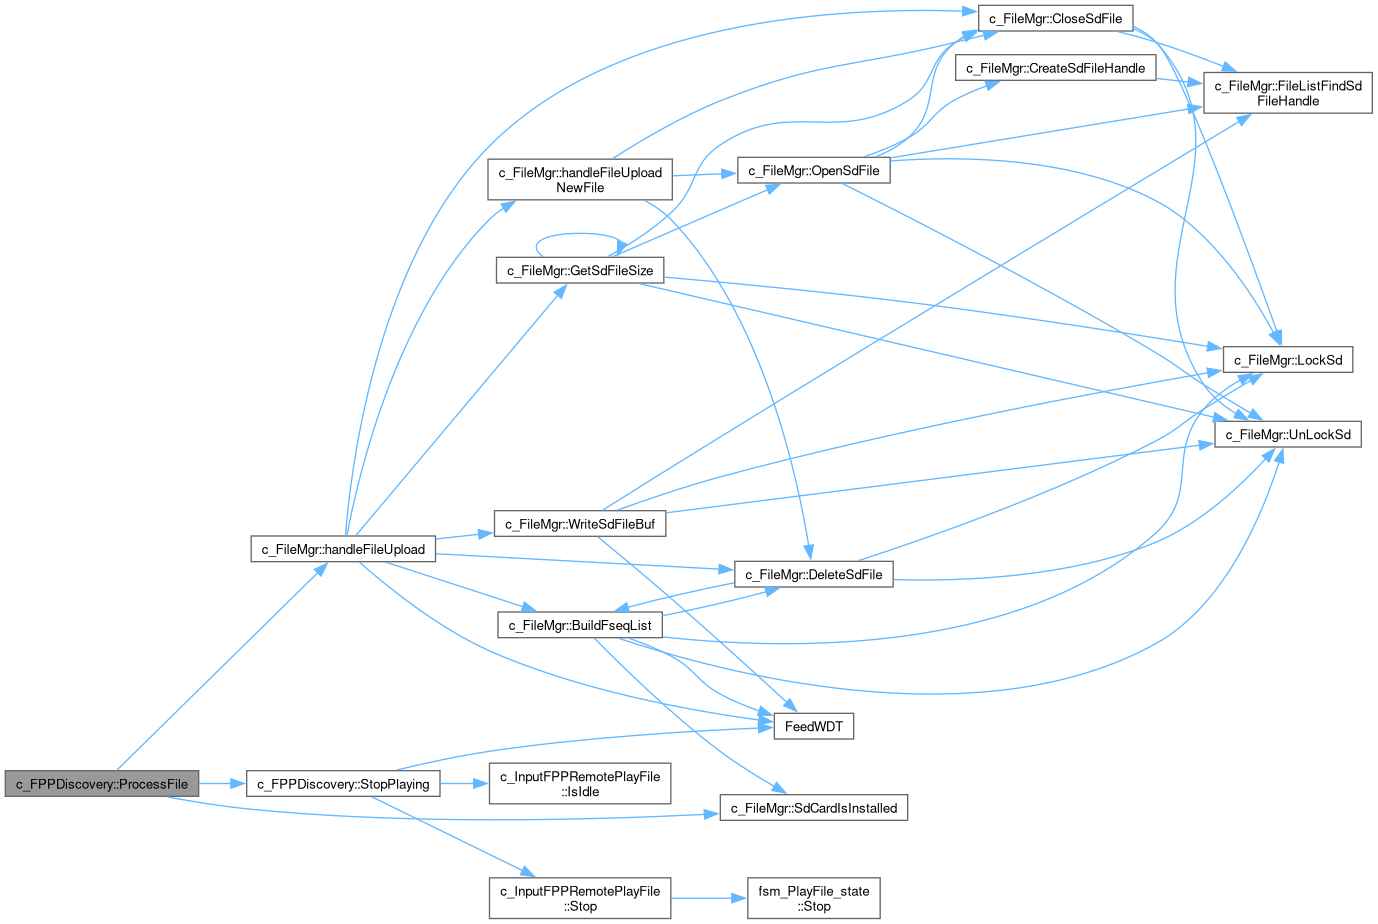 c_FileMgr::CloseSdFile
c_FileMgr::CreateSdFileHandle
c_FileMgr::FileListFindSd
FileHandle
c_FileMgr::handleFileUpload
NewFile
c_FileMgr::OpenSdFile
c_FileMgr::GetSdFileSize
c_FileMgr::LockSd
c_FileMgr::UnLockSd
c_FileMgr::WriteSdFileBuf
c_FileMgr::handleFileUpload
c_FileMgr::DeleteSdFile
c_FileMgr::BuildFseqList
FeedWDT
c_FPPDiscovery::ProcessFile
c_FPPDiscovery::StopPlaying
c_InputFPPRemotePlayFile
::IsIdle
c_FileMgr::SdCardIsInstalled
c_InputFPPRemotePlayFile
::Stop
fsm_PlayFile_state
::Stop